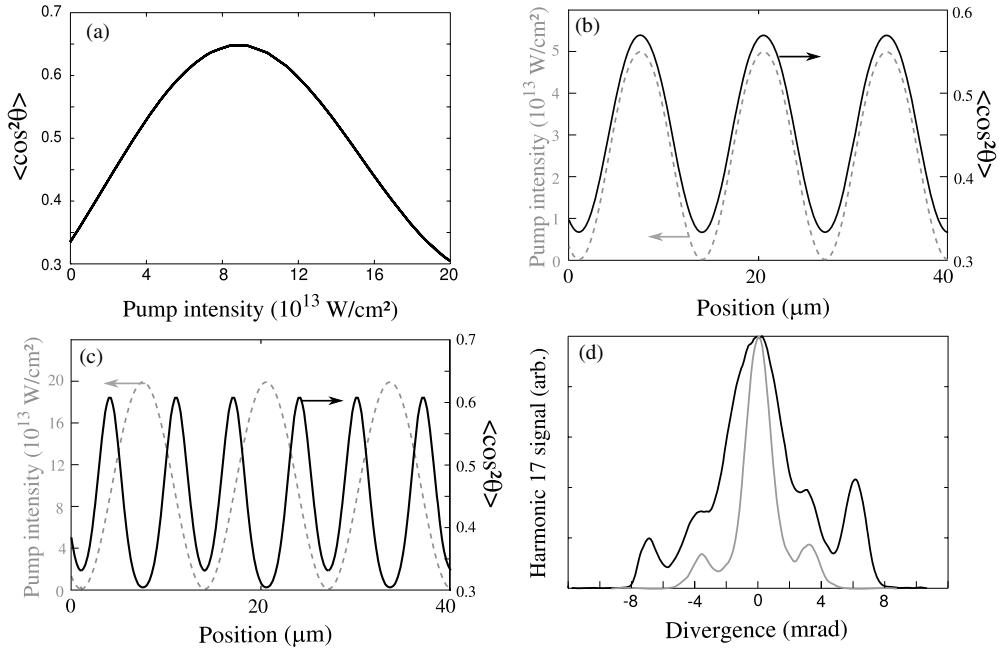 (a)
<cos²θ>
0.7
0.6
0.5
0.4
0.3
0 4 8 12 16 20
Pump intensity (10¹³ W/cm²)
(b)
Pump intensity (10¹³ W/cm²)
5
4
3
2
1
0
0.6
0.5
0.4
0.3
<cos²θ>
0 20 40
Position (μm)
(c)
Pump intensity (10¹³ W/cm²)
20
16
12
8
4
0
0.7
0.6
0.5
0.4
0.3
<cos²θ>
0 20 40
Position (μm)
(d)
Harmonic 17 signal (arb.)
-8 -4 0 4 8
Divergence (mrad)